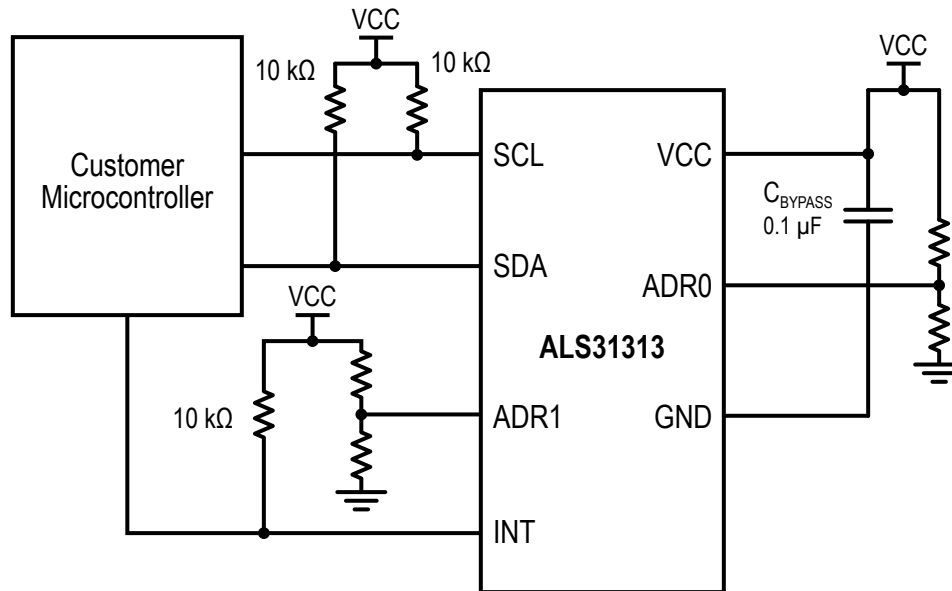 VCC
10 kΩ
10 kΩ
VCC
Customer
Microcontroller
SCL
VCC
C_BYPASS
0.1 µF
SDA
ADR0
VCC
ALS31313
10 kΩ
ADR1
GND
INT